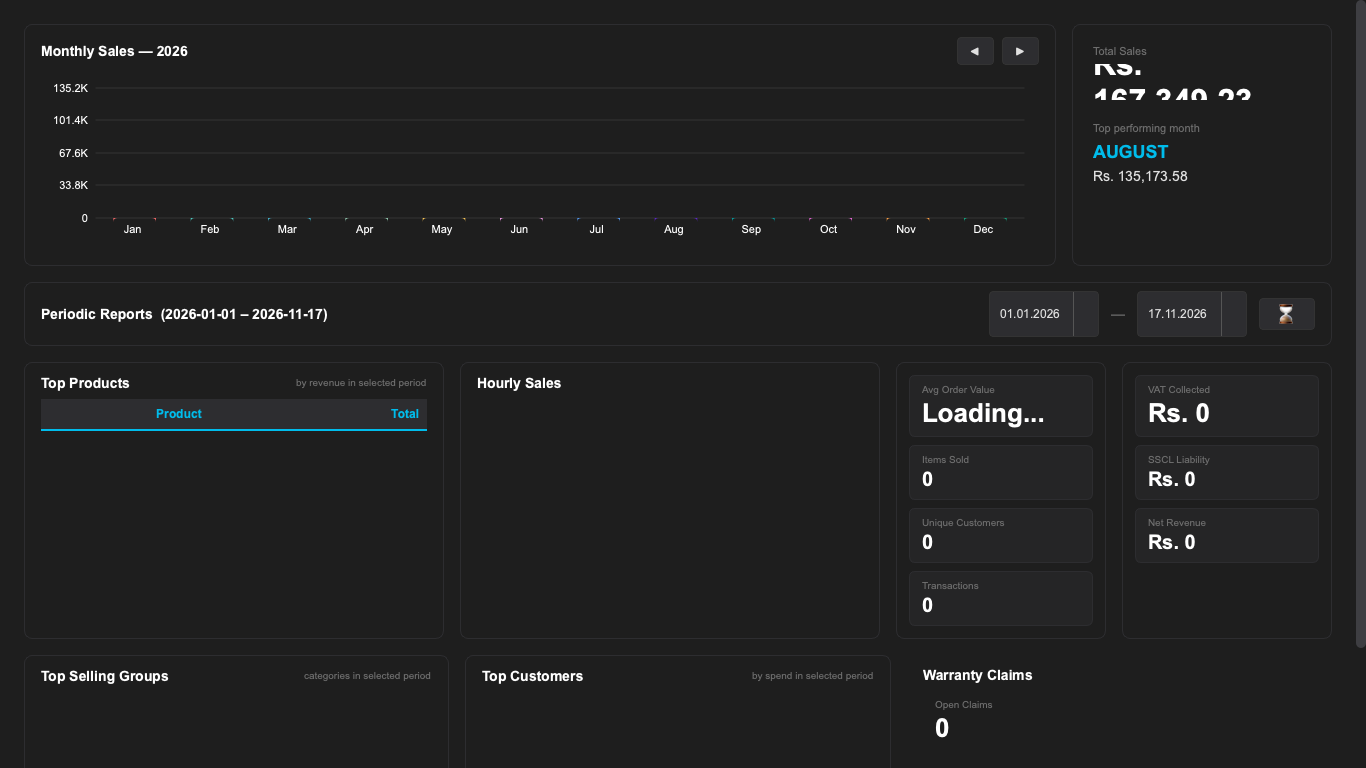 Monthly Sales — 2026
◄
►
135.2K
101.4K
67.6K
33.8K
0
Jan Feb Mar Apr May Jun Jul Aug Sep Oct Nov Dec
Total Sales
Rs.
167,349.23
Top performing month
AUGUST
Rs. 135,173.58
Periodic Reports (2026-01-01 – 2026-11-17)
01.01.2026
—
17.11.2026
Top Products
by revenue in selected period
Product Total
Hourly Sales
Avg Order Value
Loading...
Items Sold
0
Unique Customers
0
Transactions
0
VAT Collected
Rs. 0
SSCL Liability
Rs. 0
Net Revenue
Rs. 0
Top Selling Groups
categories in selected period
Top Customers
by spend in selected period
Warranty Claims
Open Claims
0